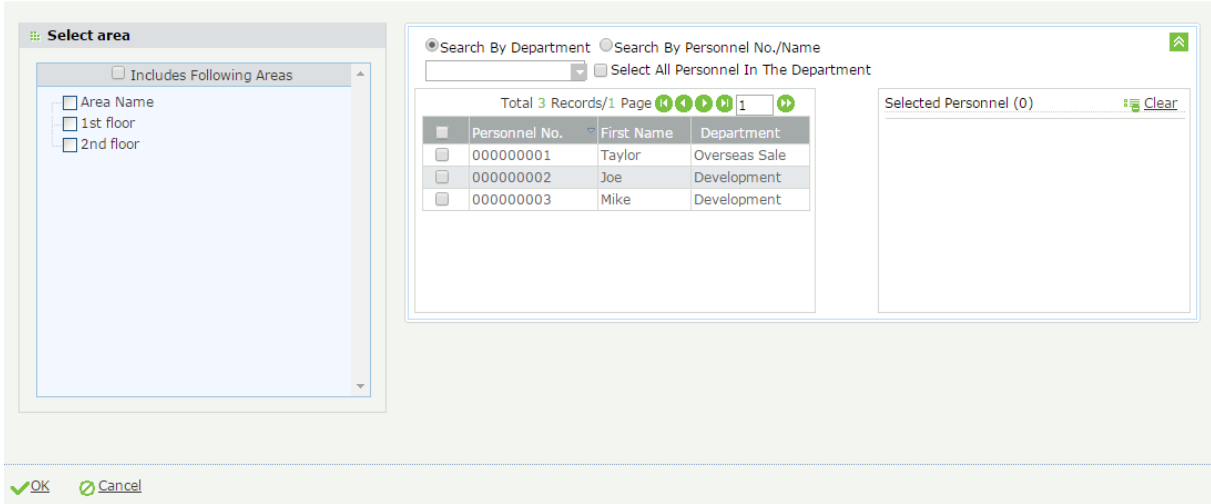 Select area
Includes Following Areas
Area Name
1st floor
2nd floor
Search By Department Search By Personnel No./Name
Select All Personnel In The Department
Total 3 Records/1 Page 1
Personnel No. First Name Department
000000001 Taylor Overseas Sale
000000002 Joe Development
000000003 Mike Development
Selected Personnel (0) Clear
OK Cancel